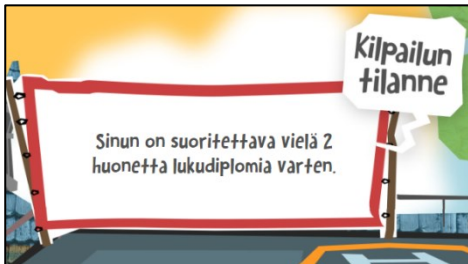 Kilpailun
tilanne
Sinun on suoritettava vielä 2
huonetta lukudiplomia varten.